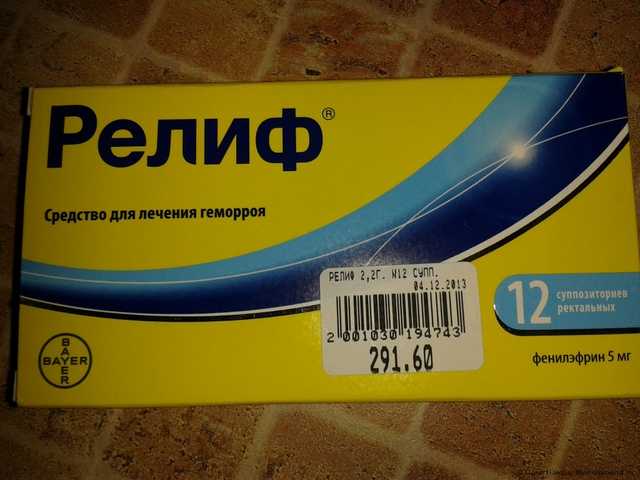 Релиф®
Средство для лечения геморроя
РЕЛИФ 2,2Г. N12 СУПП.
04.12.2013
2 001030 194743
291.60
12 суппозиториев
ректальных
фенилэфрин 5 мг
BAYER
BAYER